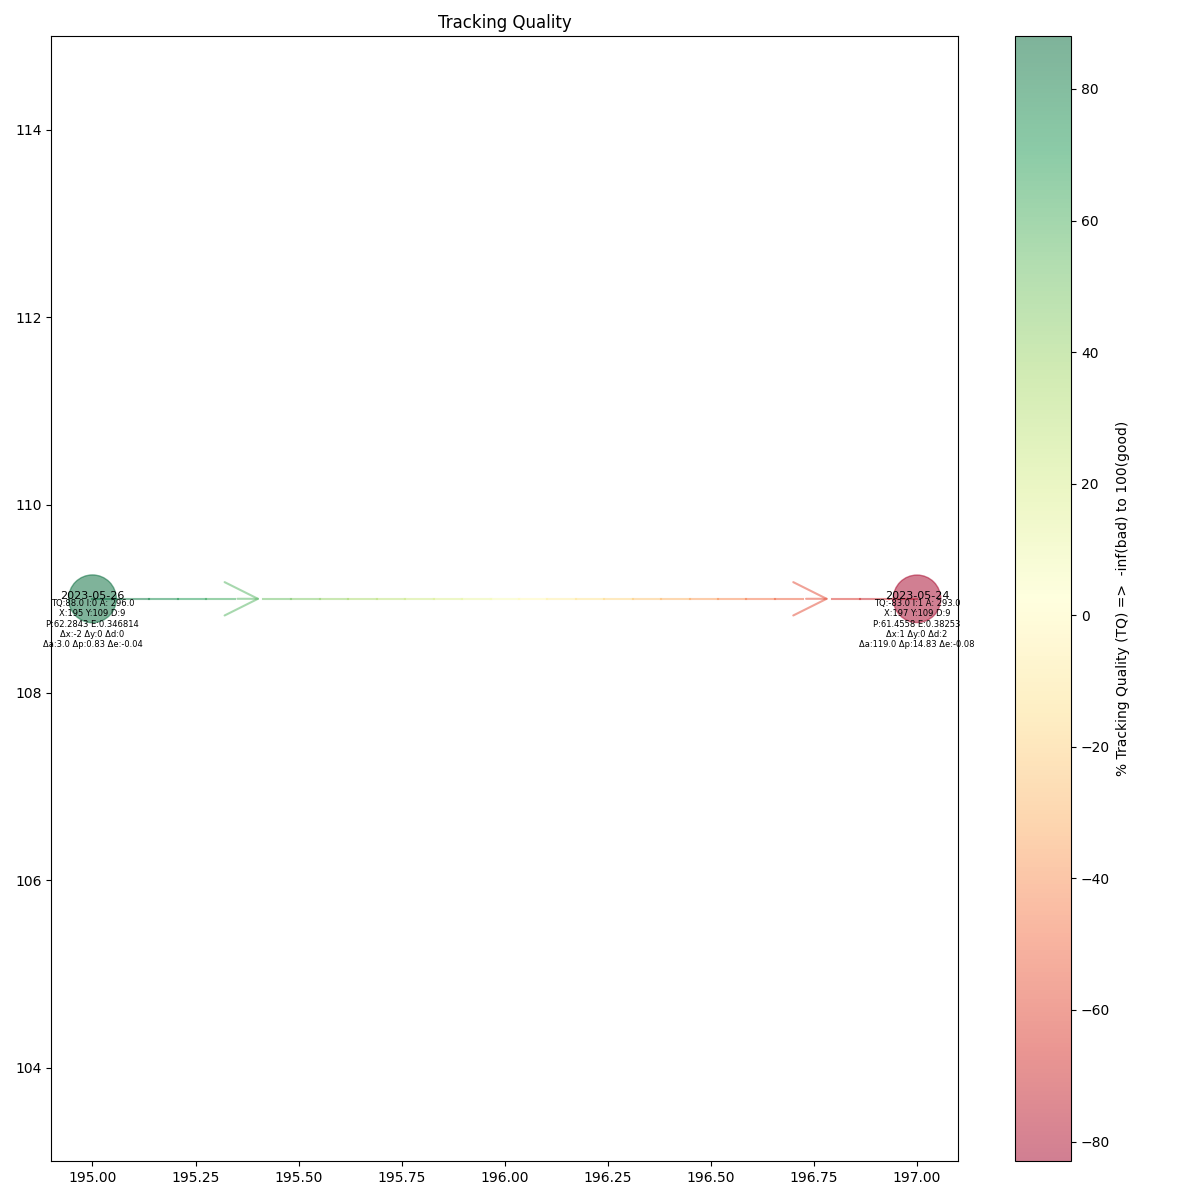 Tracking Quality
114
112
110
108
106
104
2023-05-26
TQ:88.0 I:0 A: 296.0
X:195 Y:109 D:9
P:62.2843 E:0.346814
Δx:-2 Δy:0 Δd:0
Δa:3.0 Δp:0.83 Δe:-0.04
2023-05-24
TQ:-83.0 I:1 A: 293.0
X:197 Y:109 D:9
P:61.4558 E:0.38253
Δx:1 Δy:0 Δd:2
Δa:119.0 Δp:14.83 Δe:-0.08
195.00 195.25 195.50 195.75 196.00 196.25 196.50 196.75 197.00
80
60
40
20
0
−20
−40
−60
−80
% Tracking Quality (TQ) => -inf(bad) to 100(good)